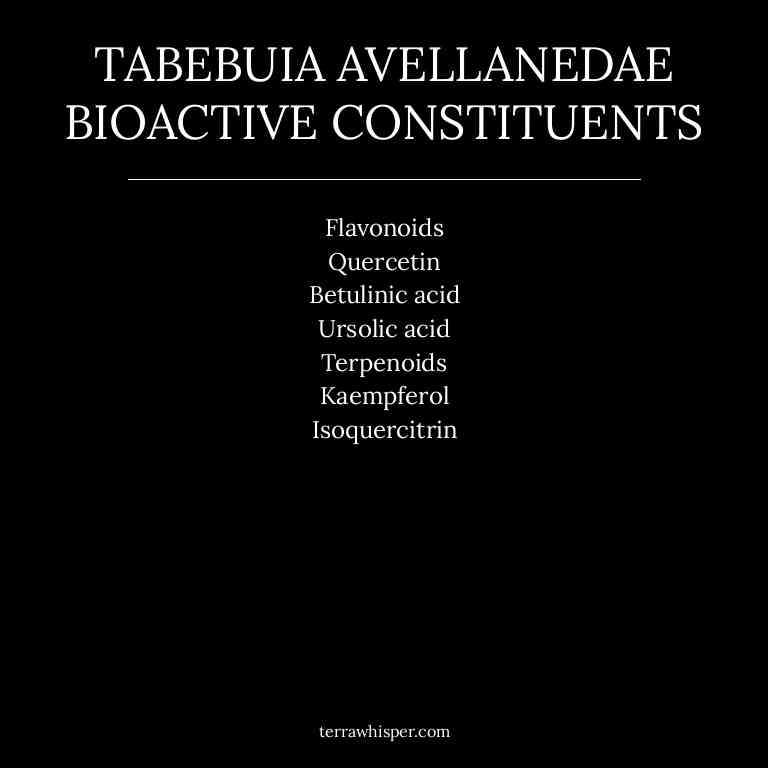 TABEBUIA AVELLANEDAE
BIOACTIVE CONSTITUENTS
Flavonoids
Quercetin
Betulinic acid
Ursolic acid
Terpenoids
Kaempferol
Isoquercitrin
terrawhisper.com